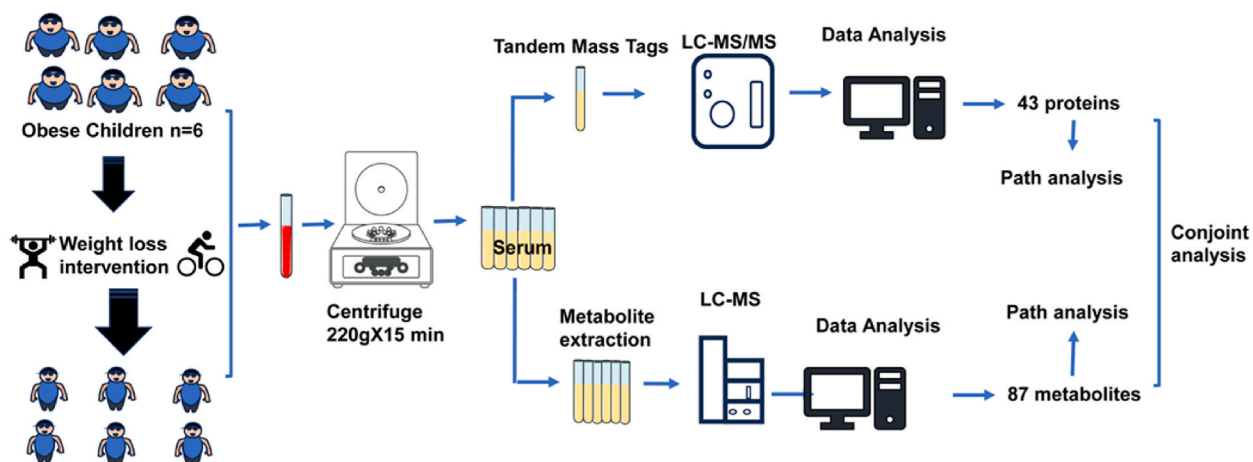 Obese Children n=6
Weight loss
intervention
Centrifuge
220gX15 min
Serum
Tandem Mass Tags
LC-MS/MS
Data Analysis
43 proteins
Path analysis
Metabolite
extraction
LC-MS
Data Analysis
87 metabolites
Path analysis
Conjoint
analysis